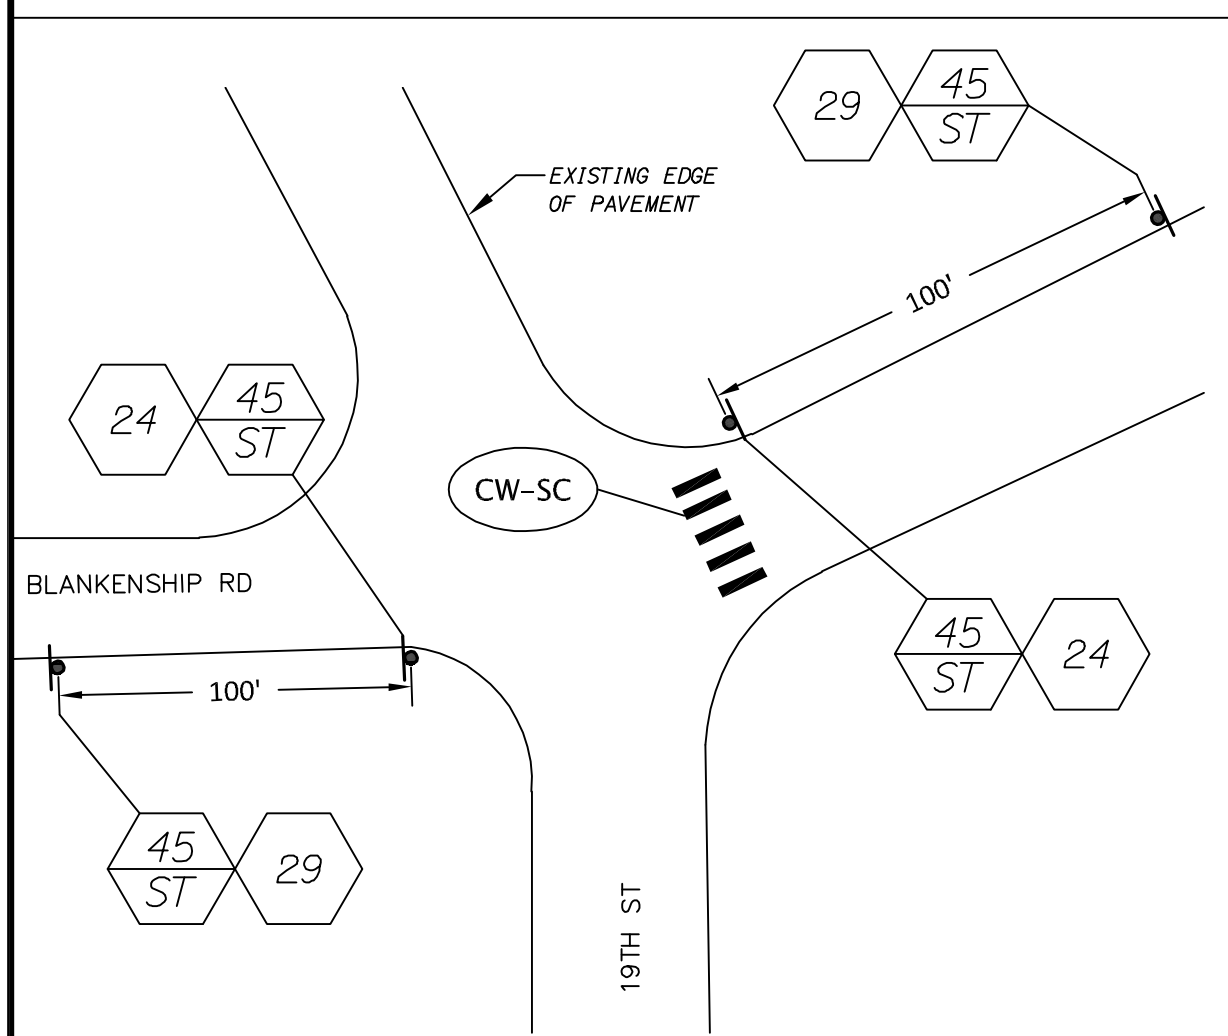 29
45
ST
EXISTING EDGE
OF PAVEMENT
100'
24
45
ST
CW-SC
BLANKENSHIP RD
45
ST
24
100'
45
ST
29
19TH ST